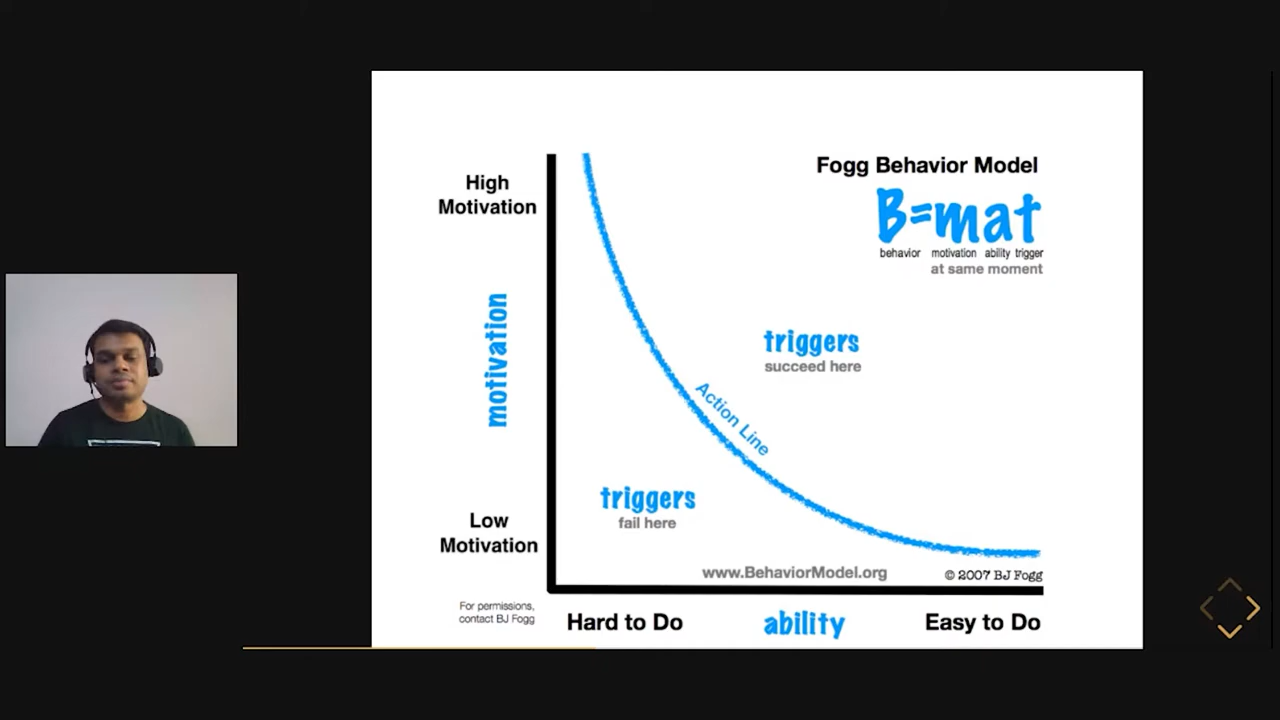 Fogg Behavior Model
B=mat
behavior motivation ability trigger
at same moment
High
Motivation
motivation
triggers
succeed here
Action Line
triggers
fail here
Low
Motivation
www.BehaviorModel.org
© 2007 BJ Fogg
For permissions,
contact BJ Fogg
Hard to Do
ability
Easy to Do